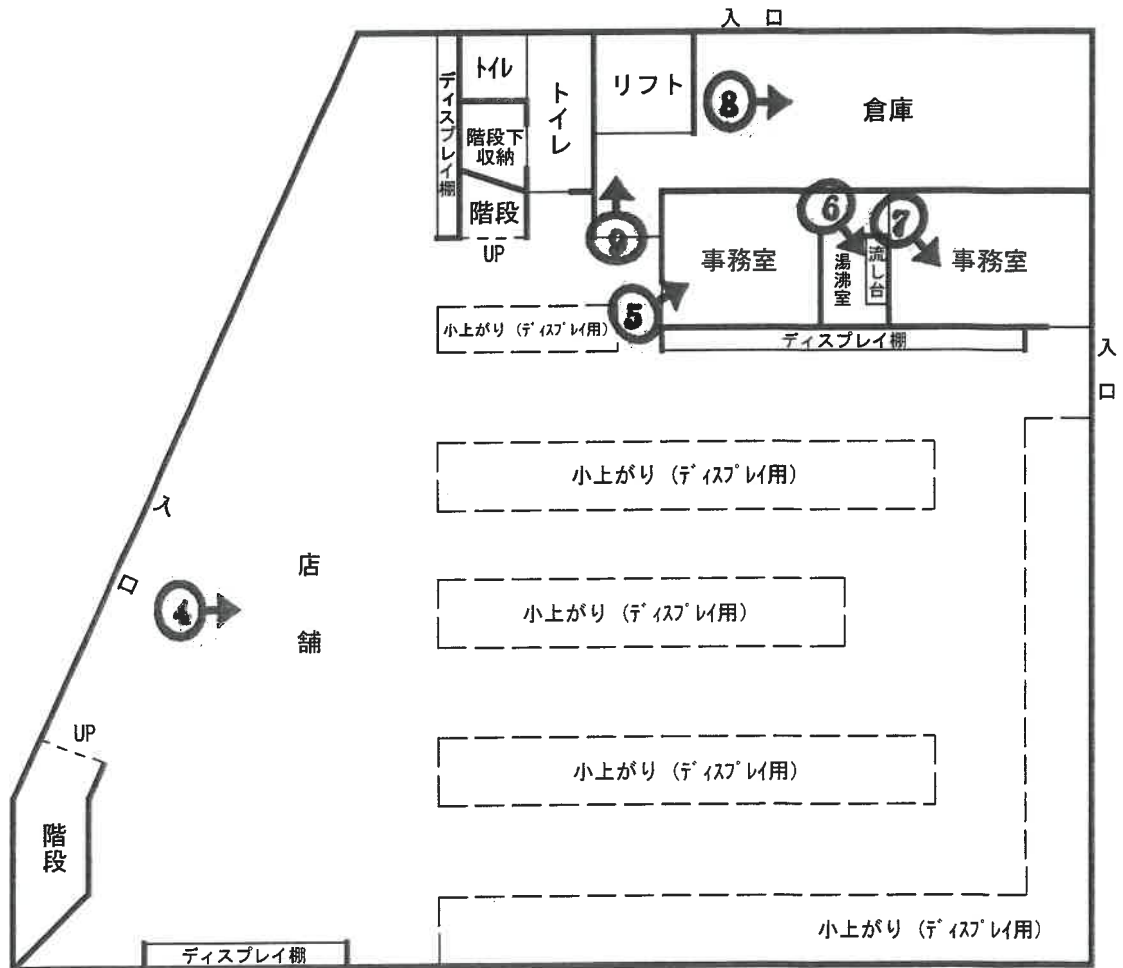 入口
トイレ
トイレ
リフト
⑧
倉庫
ディスプレイ棚
階段下
収納
階段
UP
⑨
事務室
⑥
湯沸室
流し台
⑦
事務室
⑤
小上がり (ディスプレイ用)
ディスプレイ棚
入口
小上がり (ディスプレイ用)
入口
店舗
④
小上がり (ディスプレイ用)
UP
小上がり (ディスプレイ用)
階段
小上がり (ディスプレイ用)
ディスプレイ棚